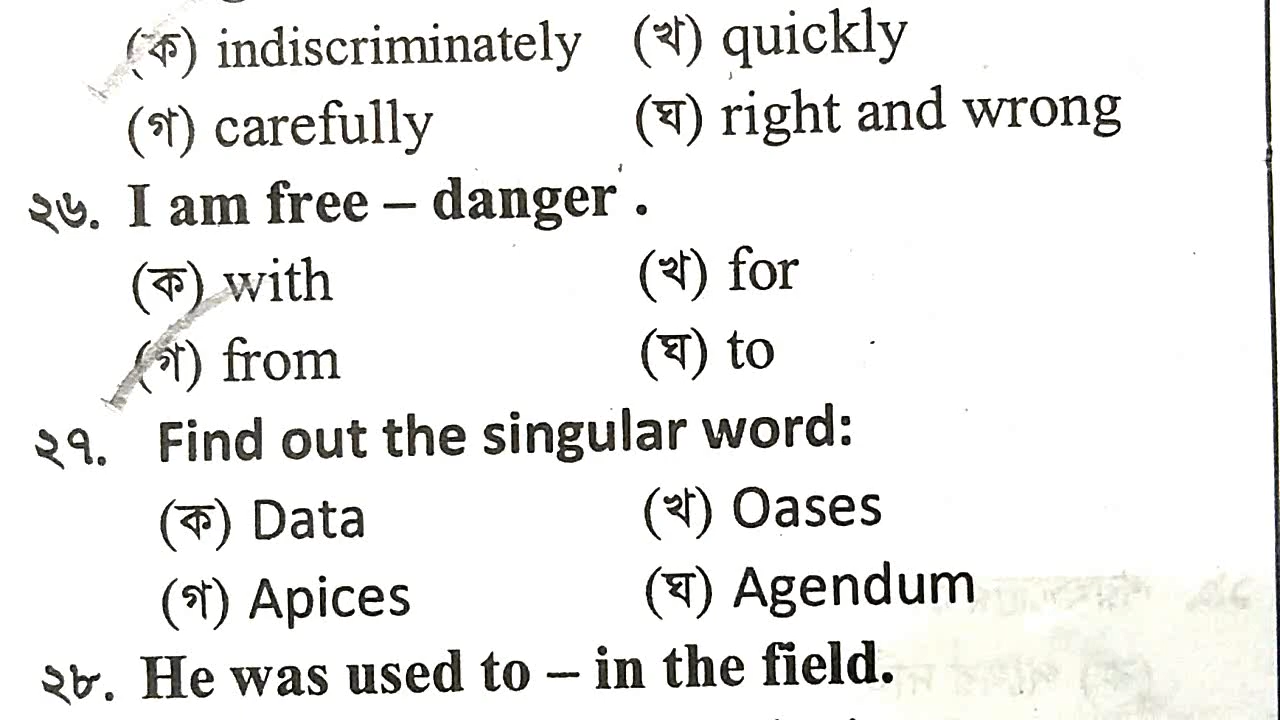 (ক) indiscriminately (খ) quickly
(গ) carefully (ঘ) right and wrong
২৬. I am free – danger .
(ক) with (খ) for
(গ) from (ঘ) to
২৭. Find out the singular word:
(ক) Data (খ) Oases
(গ) Apices (ঘ) Agendum
২৮. He was used to – in the field.